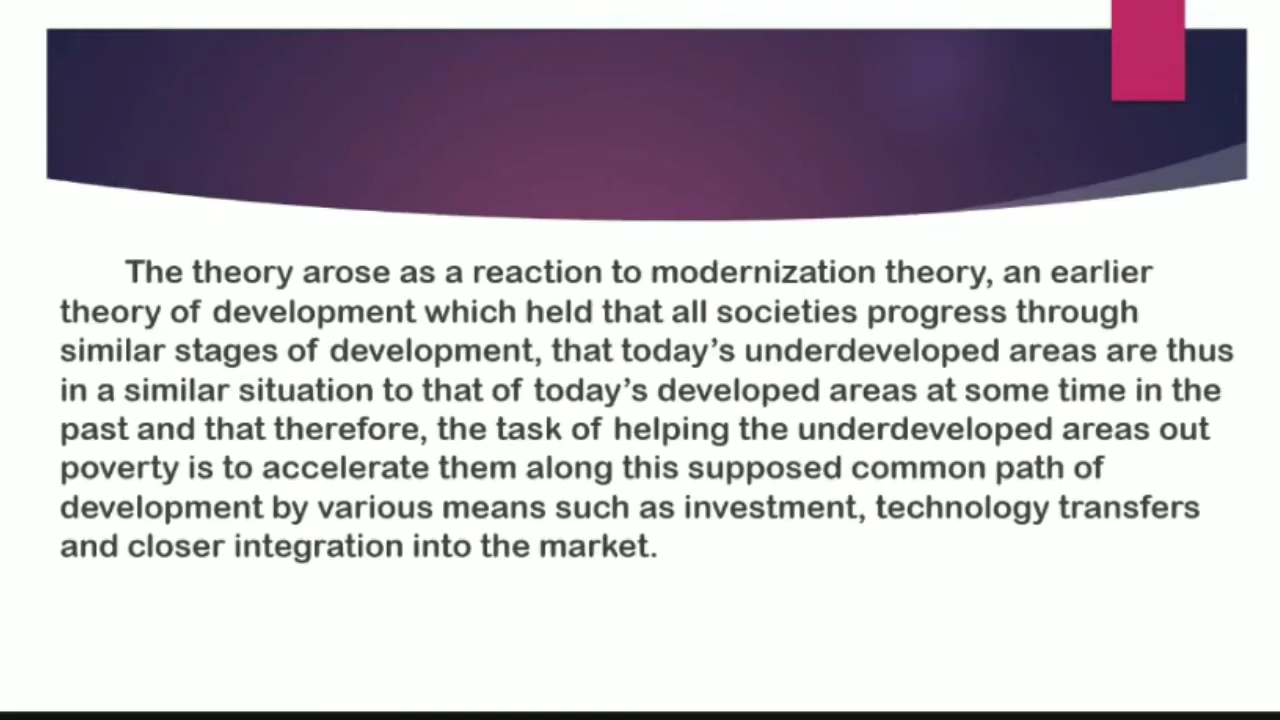 The theory arose as a reaction to modernization theory, an earlier
theory of development which held that all societies progress through
similar stages of development, that today’s underdeveloped areas are thus
in a similar situation to that of today’s developed areas at some time in the
past and that therefore, the task of helping the underdeveloped areas out
poverty is to accelerate them along this supposed common path of
development by various means such as investment, technology transfers
and closer integration into the market.